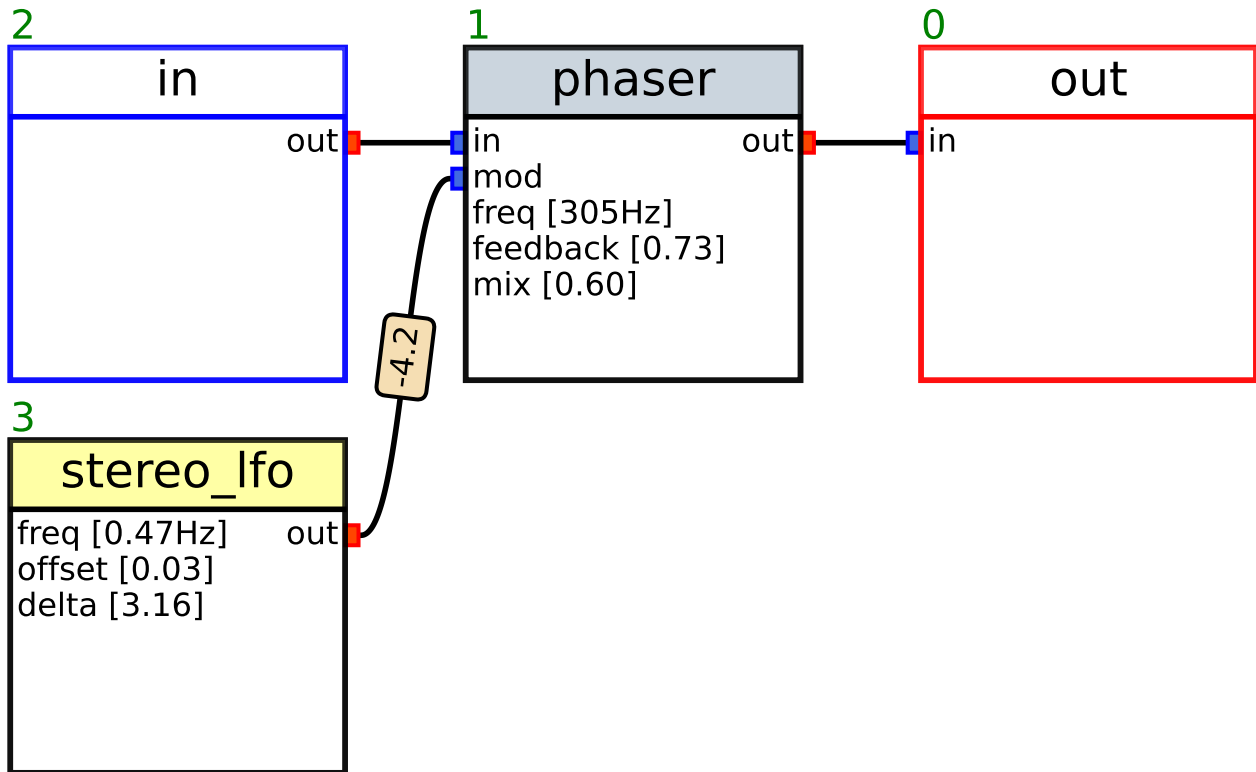 2
in
out
1
phaser
in
out
mod
freq [305Hz]
feedback [0.73]
mix [0.60]
0
out
in
-4.2
3
stereo_lfo
freq [0.47Hz]
out
offset [0.03]
delta [3.16]